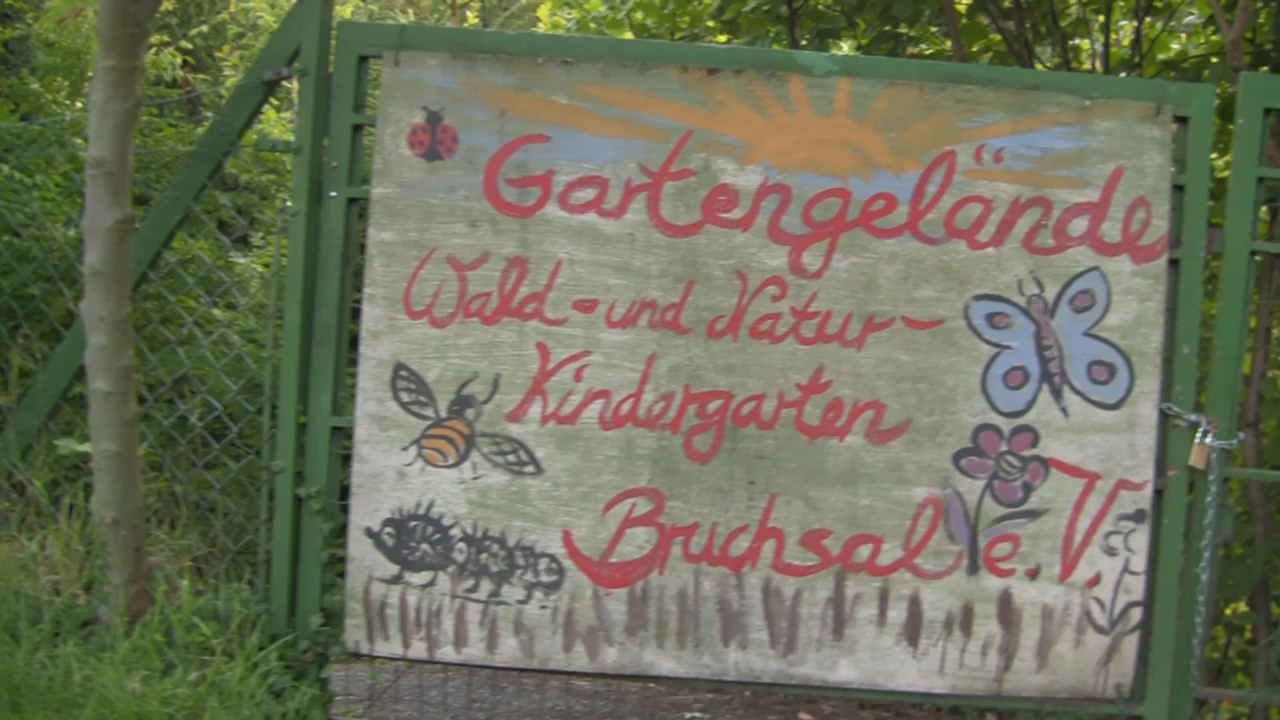 Gartengelände
Wald - und Natur -
Kindergarten
Bruchsal e. V.